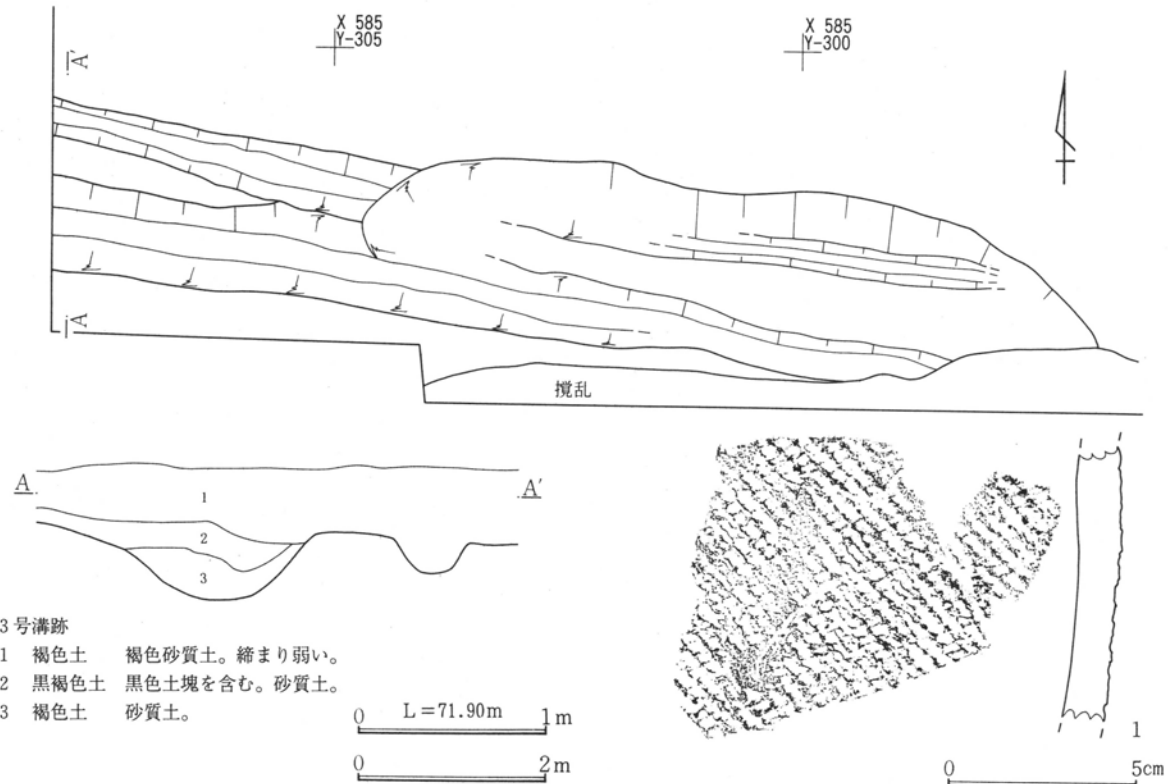 X 585
Y-305
X 585
Y-300
A'
A
撹乱
A
A'
1
2
3
3号溝跡
1 褐色土 褐色砂質土。締まり弱い。
2 黒褐色土 黒色土塊を含む。砂質土。
3 褐色土 砂質土。
0 L=71.90m 1m
0 2m
1
0 5cm